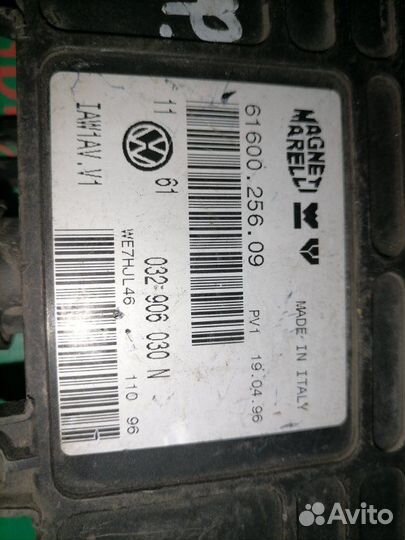 MAGNETI
MARELLI
MADE IN ITALY
61600.256.09
PV1 19.04.96
11 61
032 906 030 N
IAW1AV.V1
WE7HJL46
110 96
р.
Avito